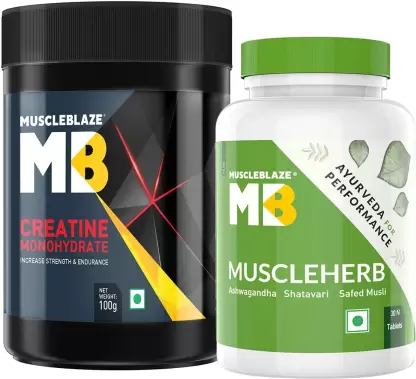 MUSCLEBLAZE®
MB
CREATINE
MONOHYDRATE
INCREASE STRENGTH & ENDURANCE
NET
WEIGHT:
100g
MUSCLEBLAZE®
MB
AYURVEDA FOR
PERFORMANCE
MUSCLEHERB
Ashwagandha Shatavari Safed Musli
30 N
Tablets